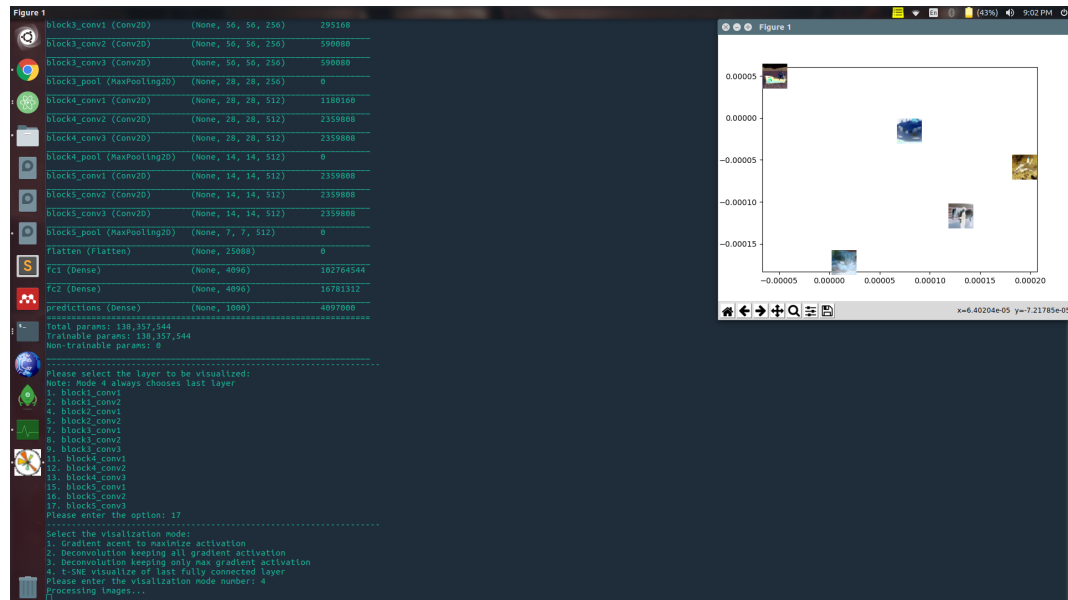 Figure 1
En (43%) 9:02 PM
block3_conv1 (Conv2D) (None, 56, 56, 256) 295168
block3_conv2 (Conv2D) (None, 56, 56, 256) 590080
block3_conv3 (Conv2D) (None, 56, 56, 256) 590080
block3_pool (MaxPooling2D) (None, 28, 28, 256) 0
block4_conv1 (Conv2D) (None, 28, 28, 512) 1180160
block4_conv2 (Conv2D) (None, 28, 28, 512) 2359808
block4_conv3 (Conv2D) (None, 28, 28, 512) 2359808
block4_pool (MaxPooling2D) (None, 14, 14, 512) 0
block5_conv1 (Conv2D) (None, 14, 14, 512) 2359808
block5_conv2 (Conv2D) (None, 14, 14, 512) 2359808
block5_conv3 (Conv2D) (None, 14, 14, 512) 2359808
block5_pool (MaxPooling2D) (None, 7, 7, 512) 0
flatten (Flatten) (None, 25088) 0
fc1 (Dense) (None, 4096) 102764544
fc2 (Dense) (None, 4096) 16781312
predictions (Dense) (None, 1000) 4097000
Total params: 138,357,544
Trainable params: 138,357,544
Non-trainable params: 0
Please select the layer to be visualized:
Note: Mode 4 always chooses last layer
1. block1_conv1
2. block1_conv2
4. block2_conv1
5. block2_conv2
7. block3_conv1
8. block3_conv2
9. block3_conv3
11. block4_conv1
12. block4_conv2
13. block4_conv3
15. block5_conv1
16. block5_conv2
17. block5_conv3
Please enter the option: 17
Select the visalization mode:
1. Gradient acent to maximize activation
2. Deconvolution keeping all gradient activation
3. Deconvolution keeping only max gradient activation
4. t-SNE visualize of last fully connected layer
Please enter the visalization mode number: 4
Processing images...
Figure 1
0.00005
0.00000
−0.00005
−0.00010
−0.00015
−0.00005 0.00000 0.00005 0.00010 0.00015 0.00020
x=6.40204e-05 y=-7.21785e-05
S